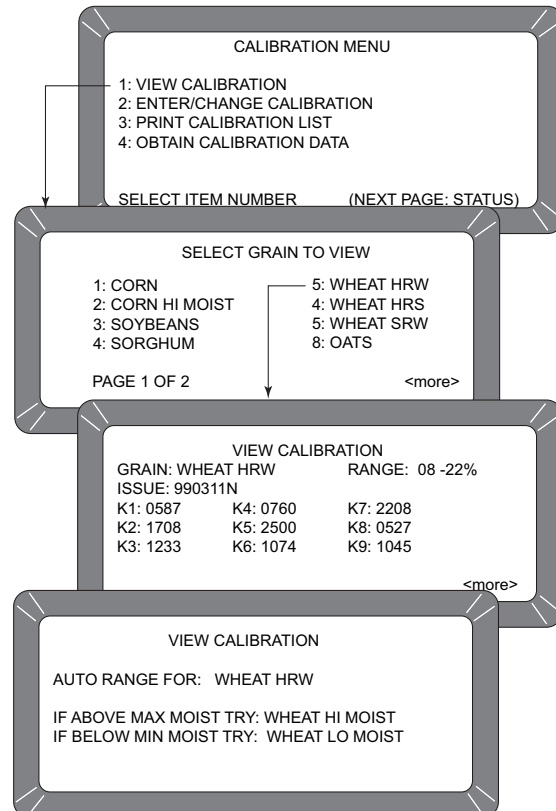 CALIBRATION MENU
1: VIEW CALIBRATION
2: ENTER/CHANGE CALIBRATION
3: PRINT CALIBRATION LIST
4: OBTAIN CALIBRATION DATA
SELECT ITEM NUMBER (NEXT PAGE: STATUS)
SELECT GRAIN TO VIEW
1: CORN 5: WHEAT HRW
2: CORN HI MOIST 4: WHEAT HRS
3: SOYBEANS 5: WHEAT SRW
4: SORGHUM 8: OATS
PAGE 1 OF 2 <more>
VIEW CALIBRATION
GRAIN: WHEAT HRW RANGE: 08 -22%
ISSUE: 990311N
K1: 0587 K4: 0760 K7: 2208
K2: 1708 K5: 2500 K8: 0527
K3: 1233 K6: 1074 K9: 1045
<more>
VIEW CALIBRATION
AUTO RANGE FOR: WHEAT HRW
IF ABOVE MAX MOIST TRY: WHEAT HI MOIST
IF BELOW MIN MOIST TRY: WHEAT LO MOIST